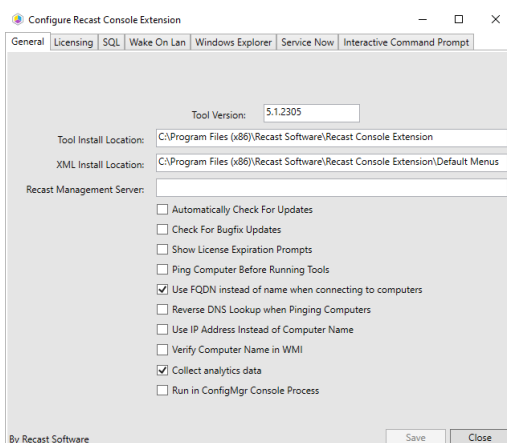 Configure Recast Console Extension
General Licensing SQL Wake On Lan Windows Explorer Service Now Interactive Command Prompt
Tool Version: 5.1.2305
Tool Install Location: C:\Program Files (x86)\Recast Software\Recast Console Extension
XML Install Location: C:\Program Files (x86)\Recast Software\Recast Console Extension\Default Menus
Recast Management Server:
Automatically Check For Updates
Check For Bugfix Updates
Show License Expiration Prompts
Ping Computer Before Running Tools
Use FQDN instead of name when connecting to computers
Reverse DNS Lookup when Pinging Computers
Use IP Address Instead of Computer Name
Verify Computer Name in WMI
Collect analytics data
Run in ConfigMgr Console Process
By Recast Software Save Close